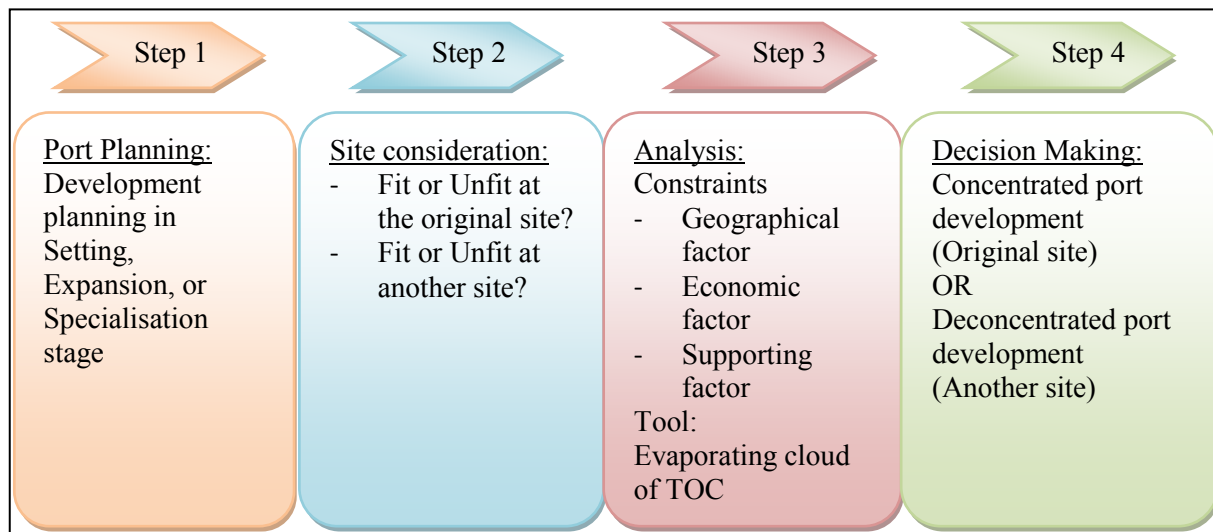 Step 1
Port Planning:
Development
planning in
Setting,
Expansion, or
Specialisation
stage
Step 2
Site consideration:
- Fit or Unfit at
the original site?
- Fit or Unfit at
another site?
Step 3
Analysis:
Constraints
- Geographical
factor
- Economic
factor
- Supporting
factor
Tool:
Evaporating cloud
of TOC
Step 4
Decision Making:
Concentrated port
development
(Original site)
OR
Deconcentrated port
development
(Another site)